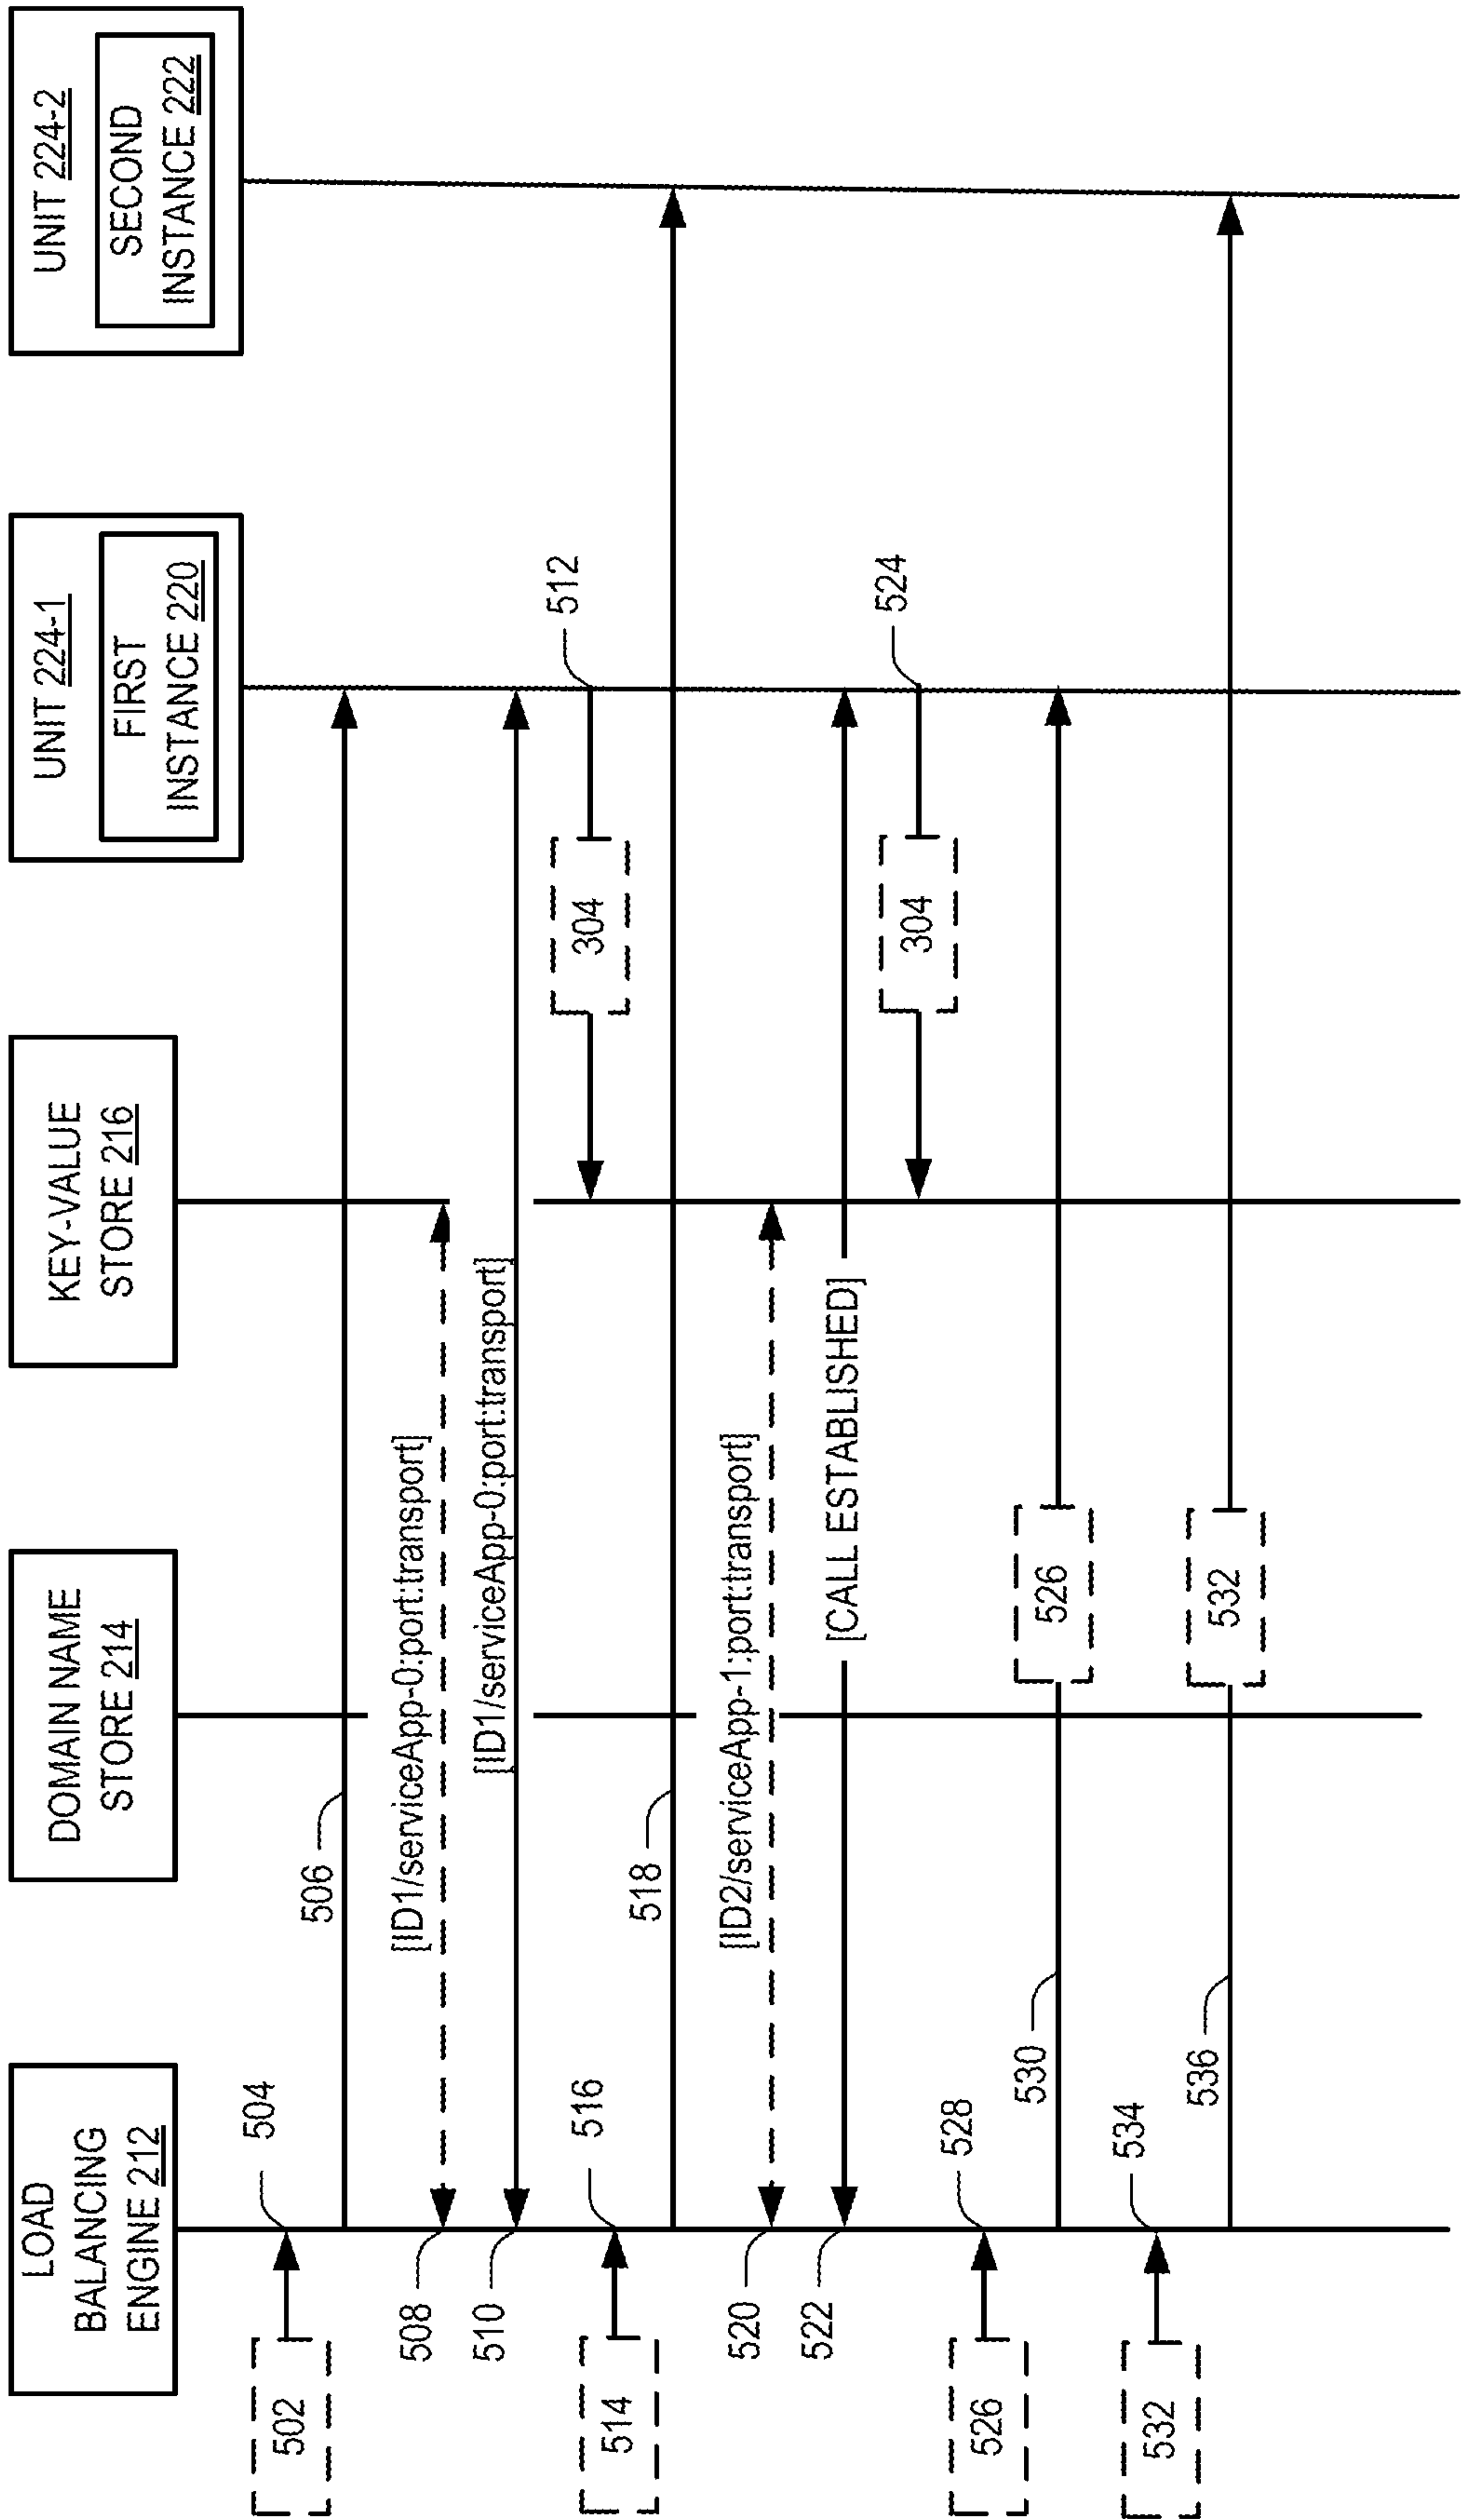 LOAD
BALANCING
ENGINE 212
DOMAIN NAME
STORE 214
KEY-VALUE
STORE 216
UNIT 224-1
FIRST
INSTANCE 220
UNIT 224-2
SECOND
INSTANCE 222
502
504
506
[ID1/serviceApp-0:port:transport]
508
[ID1/serviceApp-0:port:transport]
510
512
304
514
516
518
[ID2/serviceApp-1:port:transport]
520
[CALL ESTABLISHED]
522
524
304
526
528
530
526
532
534
536
532